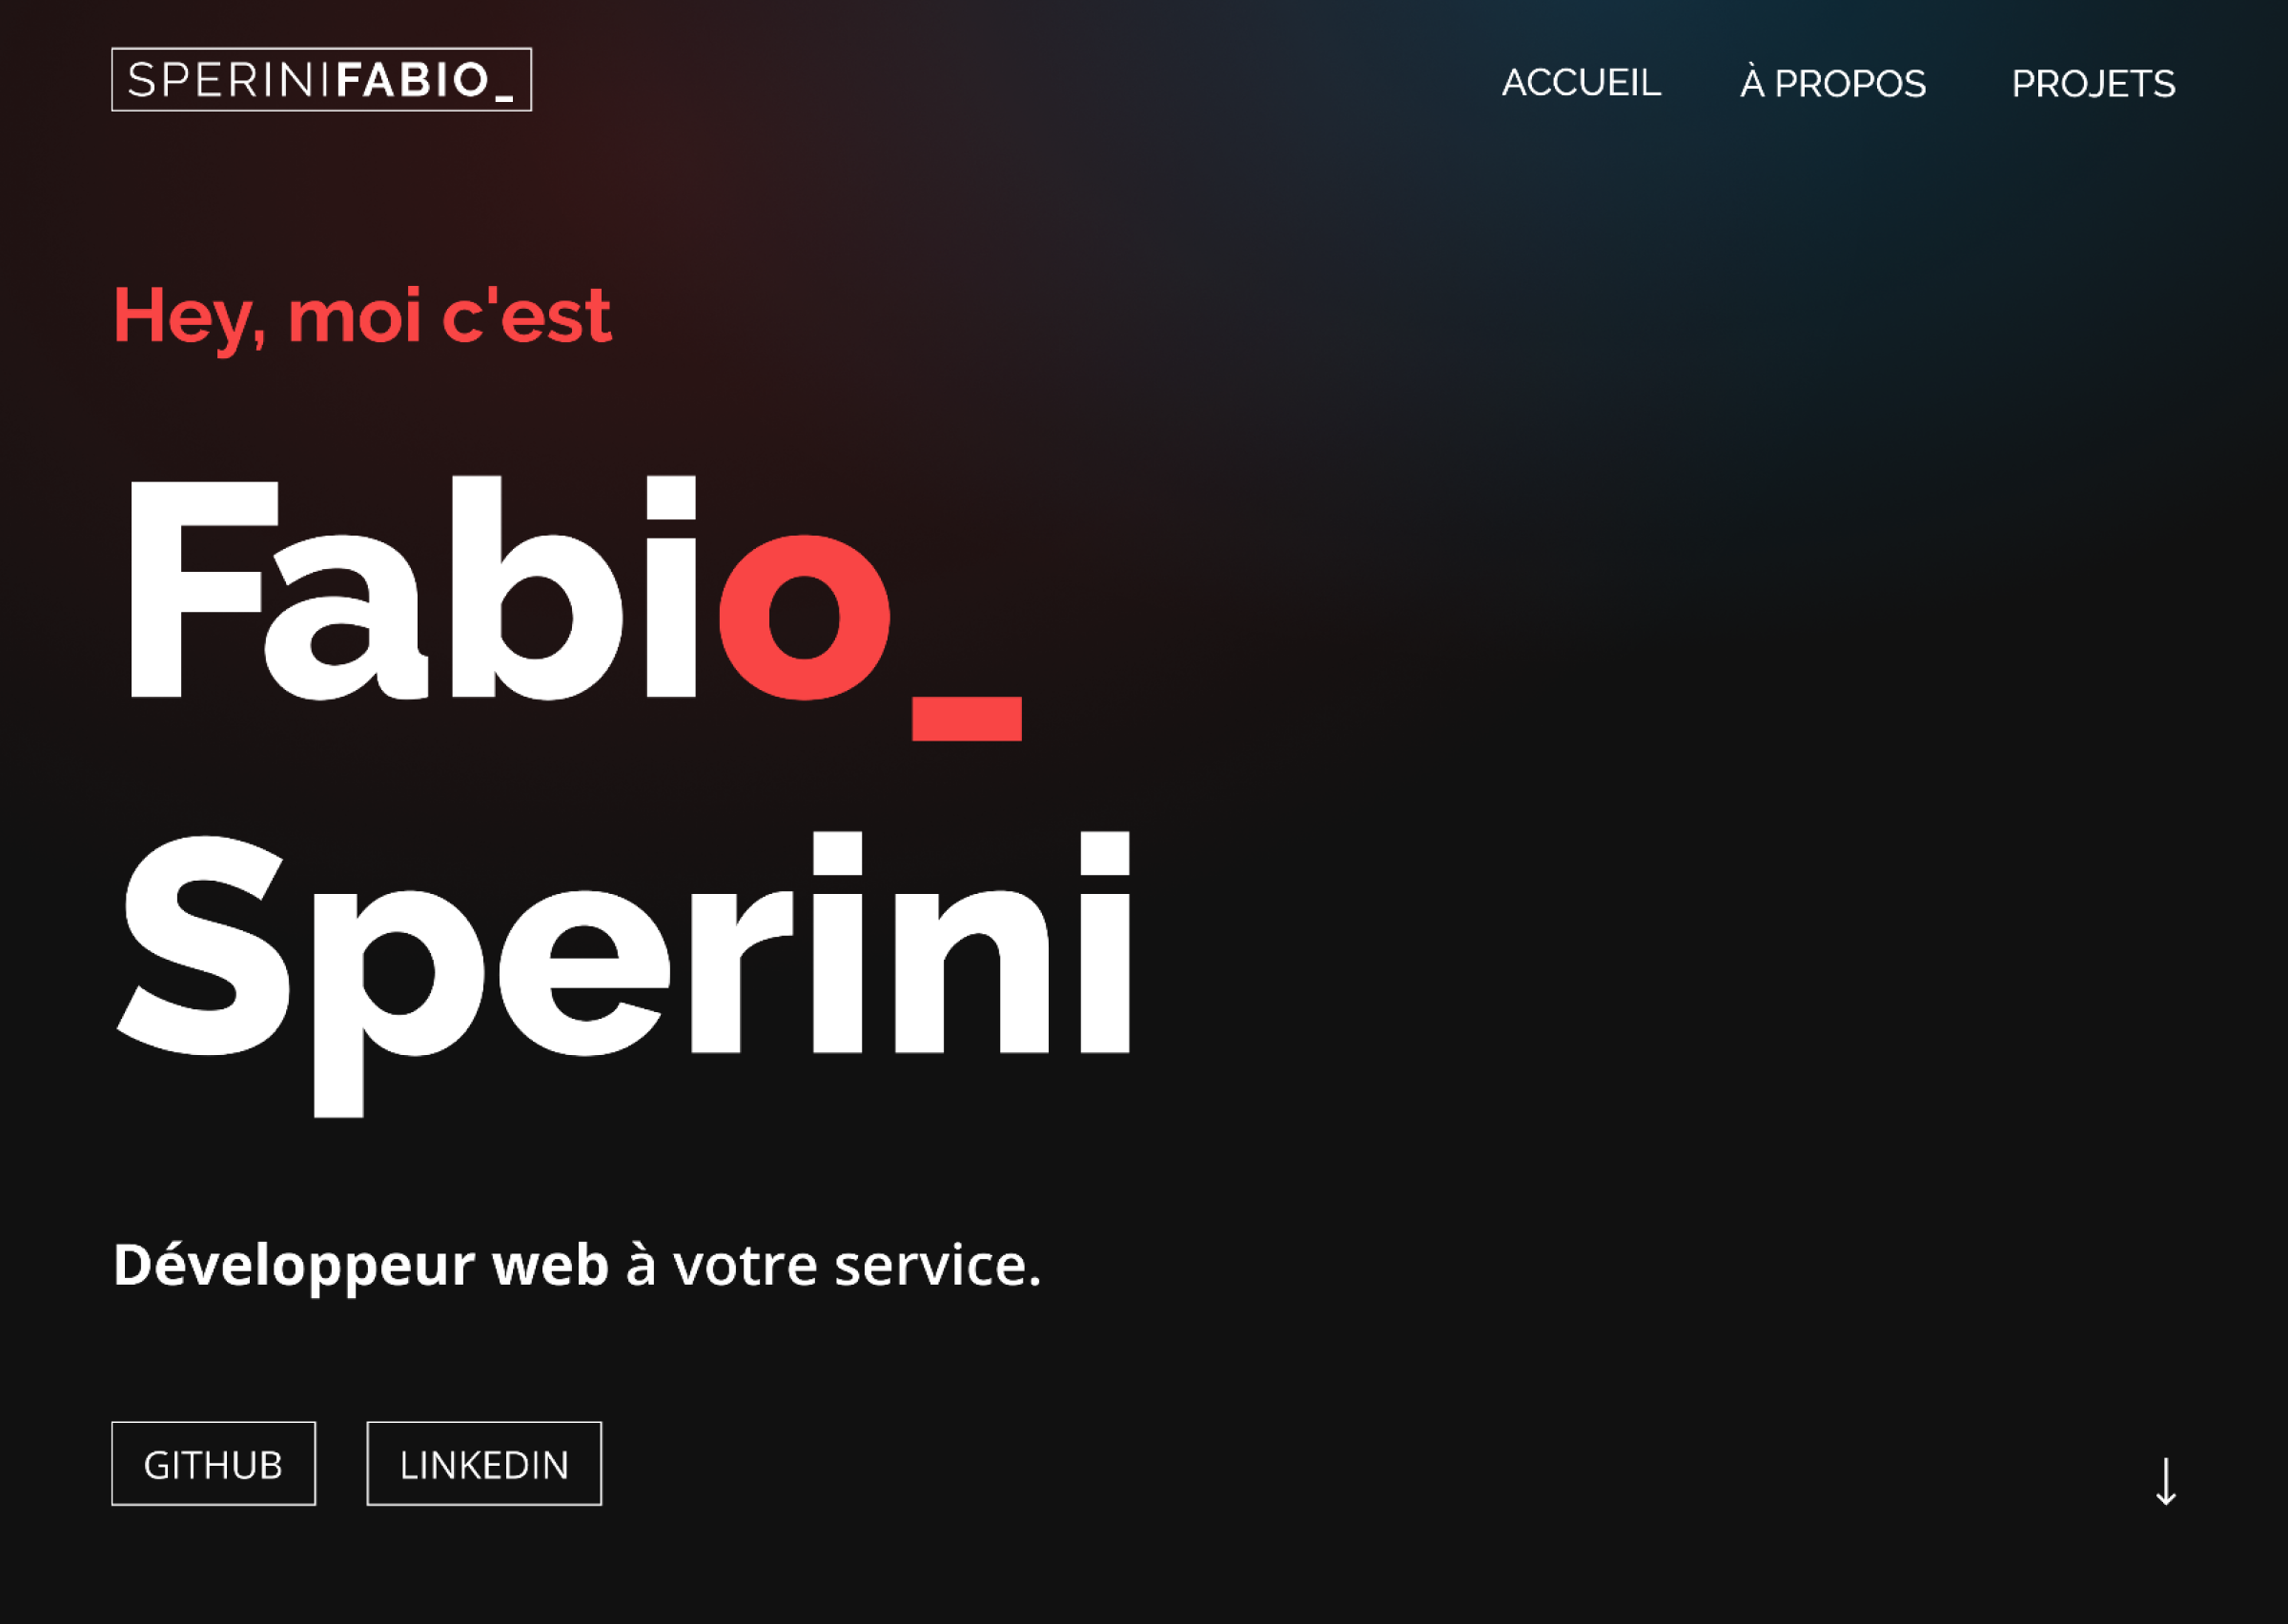 SPERINIFABIO_
ACCUEIL À PROPOS PROJETS
Hey, moi c'est
Fabio_
Sperini
Développeur web à votre service.
GITHUB LINKEDIN